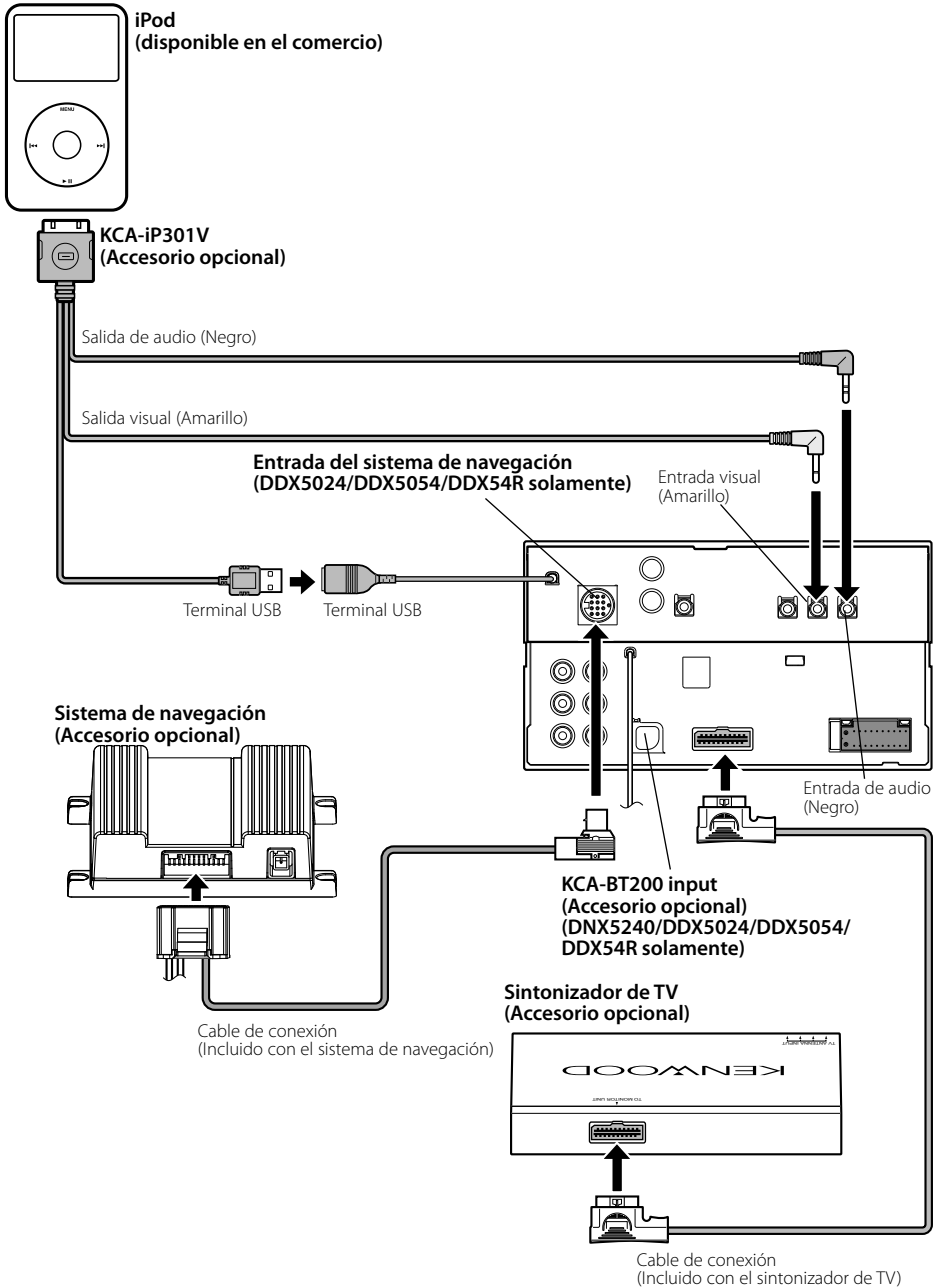 iPod
(disponible en el comercio)
MENU
KCA-iP301V
(Accesorio opcional)
Salida de audio (Negro)
Salida visual (Amarillo)
Entrada del sistema de navegación
(DDX5024/DDX5054/DDX54R solamente)
Entrada visual
(Amarillo)
Terminal USB
Terminal USB
Sistema de navegación
(Accesorio opcional)
Entrada de audio
(Negro)
KCA-BT200 input
(Accesorio opcional)
(DNX5240/DDX5024/DDX5054/
DDX54R solamente)
Sintonizador de TV
(Accesorio opcional)
Cable de conexión
(Incluido con el sistema de navegación)
TV ANTENNA INPUT
KENWOOD
TO MONITOR UNIT
Cable de conexión
(Incluido con el sintonizador de TV)